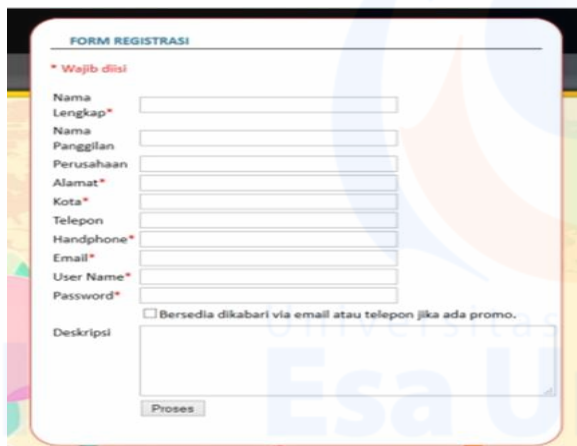 FORM REGISTRASI
* Wajib diisi
Nama
Lengkap*
Nama
Panggilan
Perusahaan
Alamat*
Kota*
Telepon
Handphone*
Email*
User Name*
Password*
Bersedia dikabari via email atau telepon jika ada promo.
Universitas
Deskripsi
Esa U
Proses